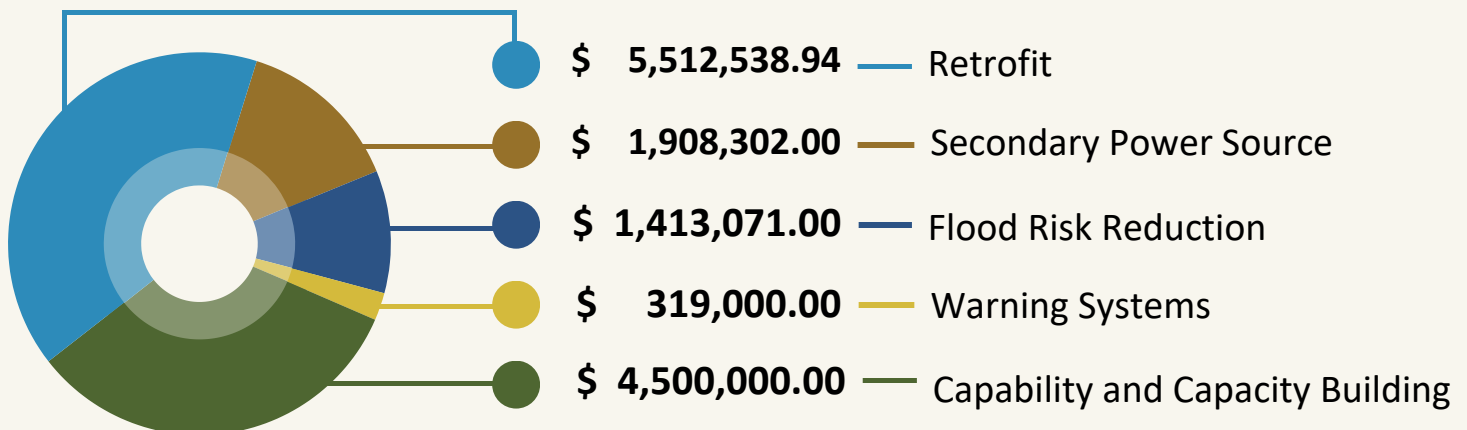 $ 5,512,538.94 Retrofit
$ 1,908,302.00 Secondary Power Source
$ 1,413,071.00 Flood Risk Reduction
$ 319,000.00 Warning Systems
$ 4,500,000.00 Capability and Capacity Building